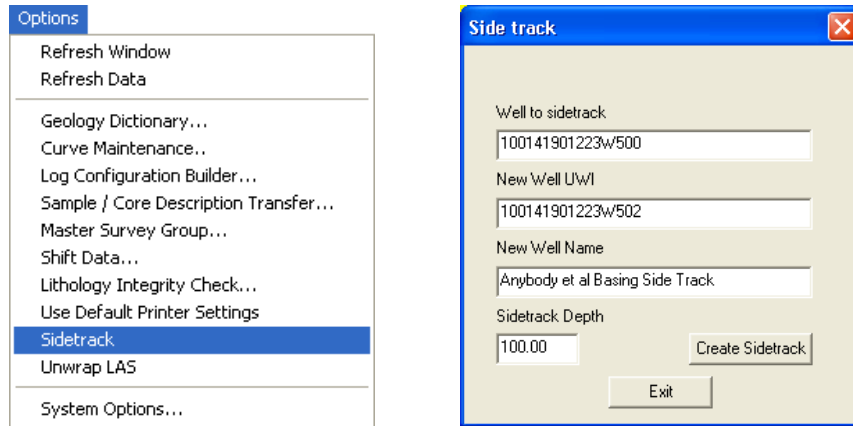 Options
Refresh Window
Refresh Data
Geology Dictionary...
Curve Maintenance..
Log Configuration Builder...
Sample / Core Description Transfer...
Master Survey Group...
Shift Data...
Lithology Integrity Check...
Use Default Printer Settings
Sidetrack
Unwrap LAS
System Options...
Side track
Well to sidetrack
100141901223W500
New Well UWI
100141901223W502
New Well Name
Anybody et al Basing Side Track
Sidetrack Depth
100.00
Create Sidetrack
Exit